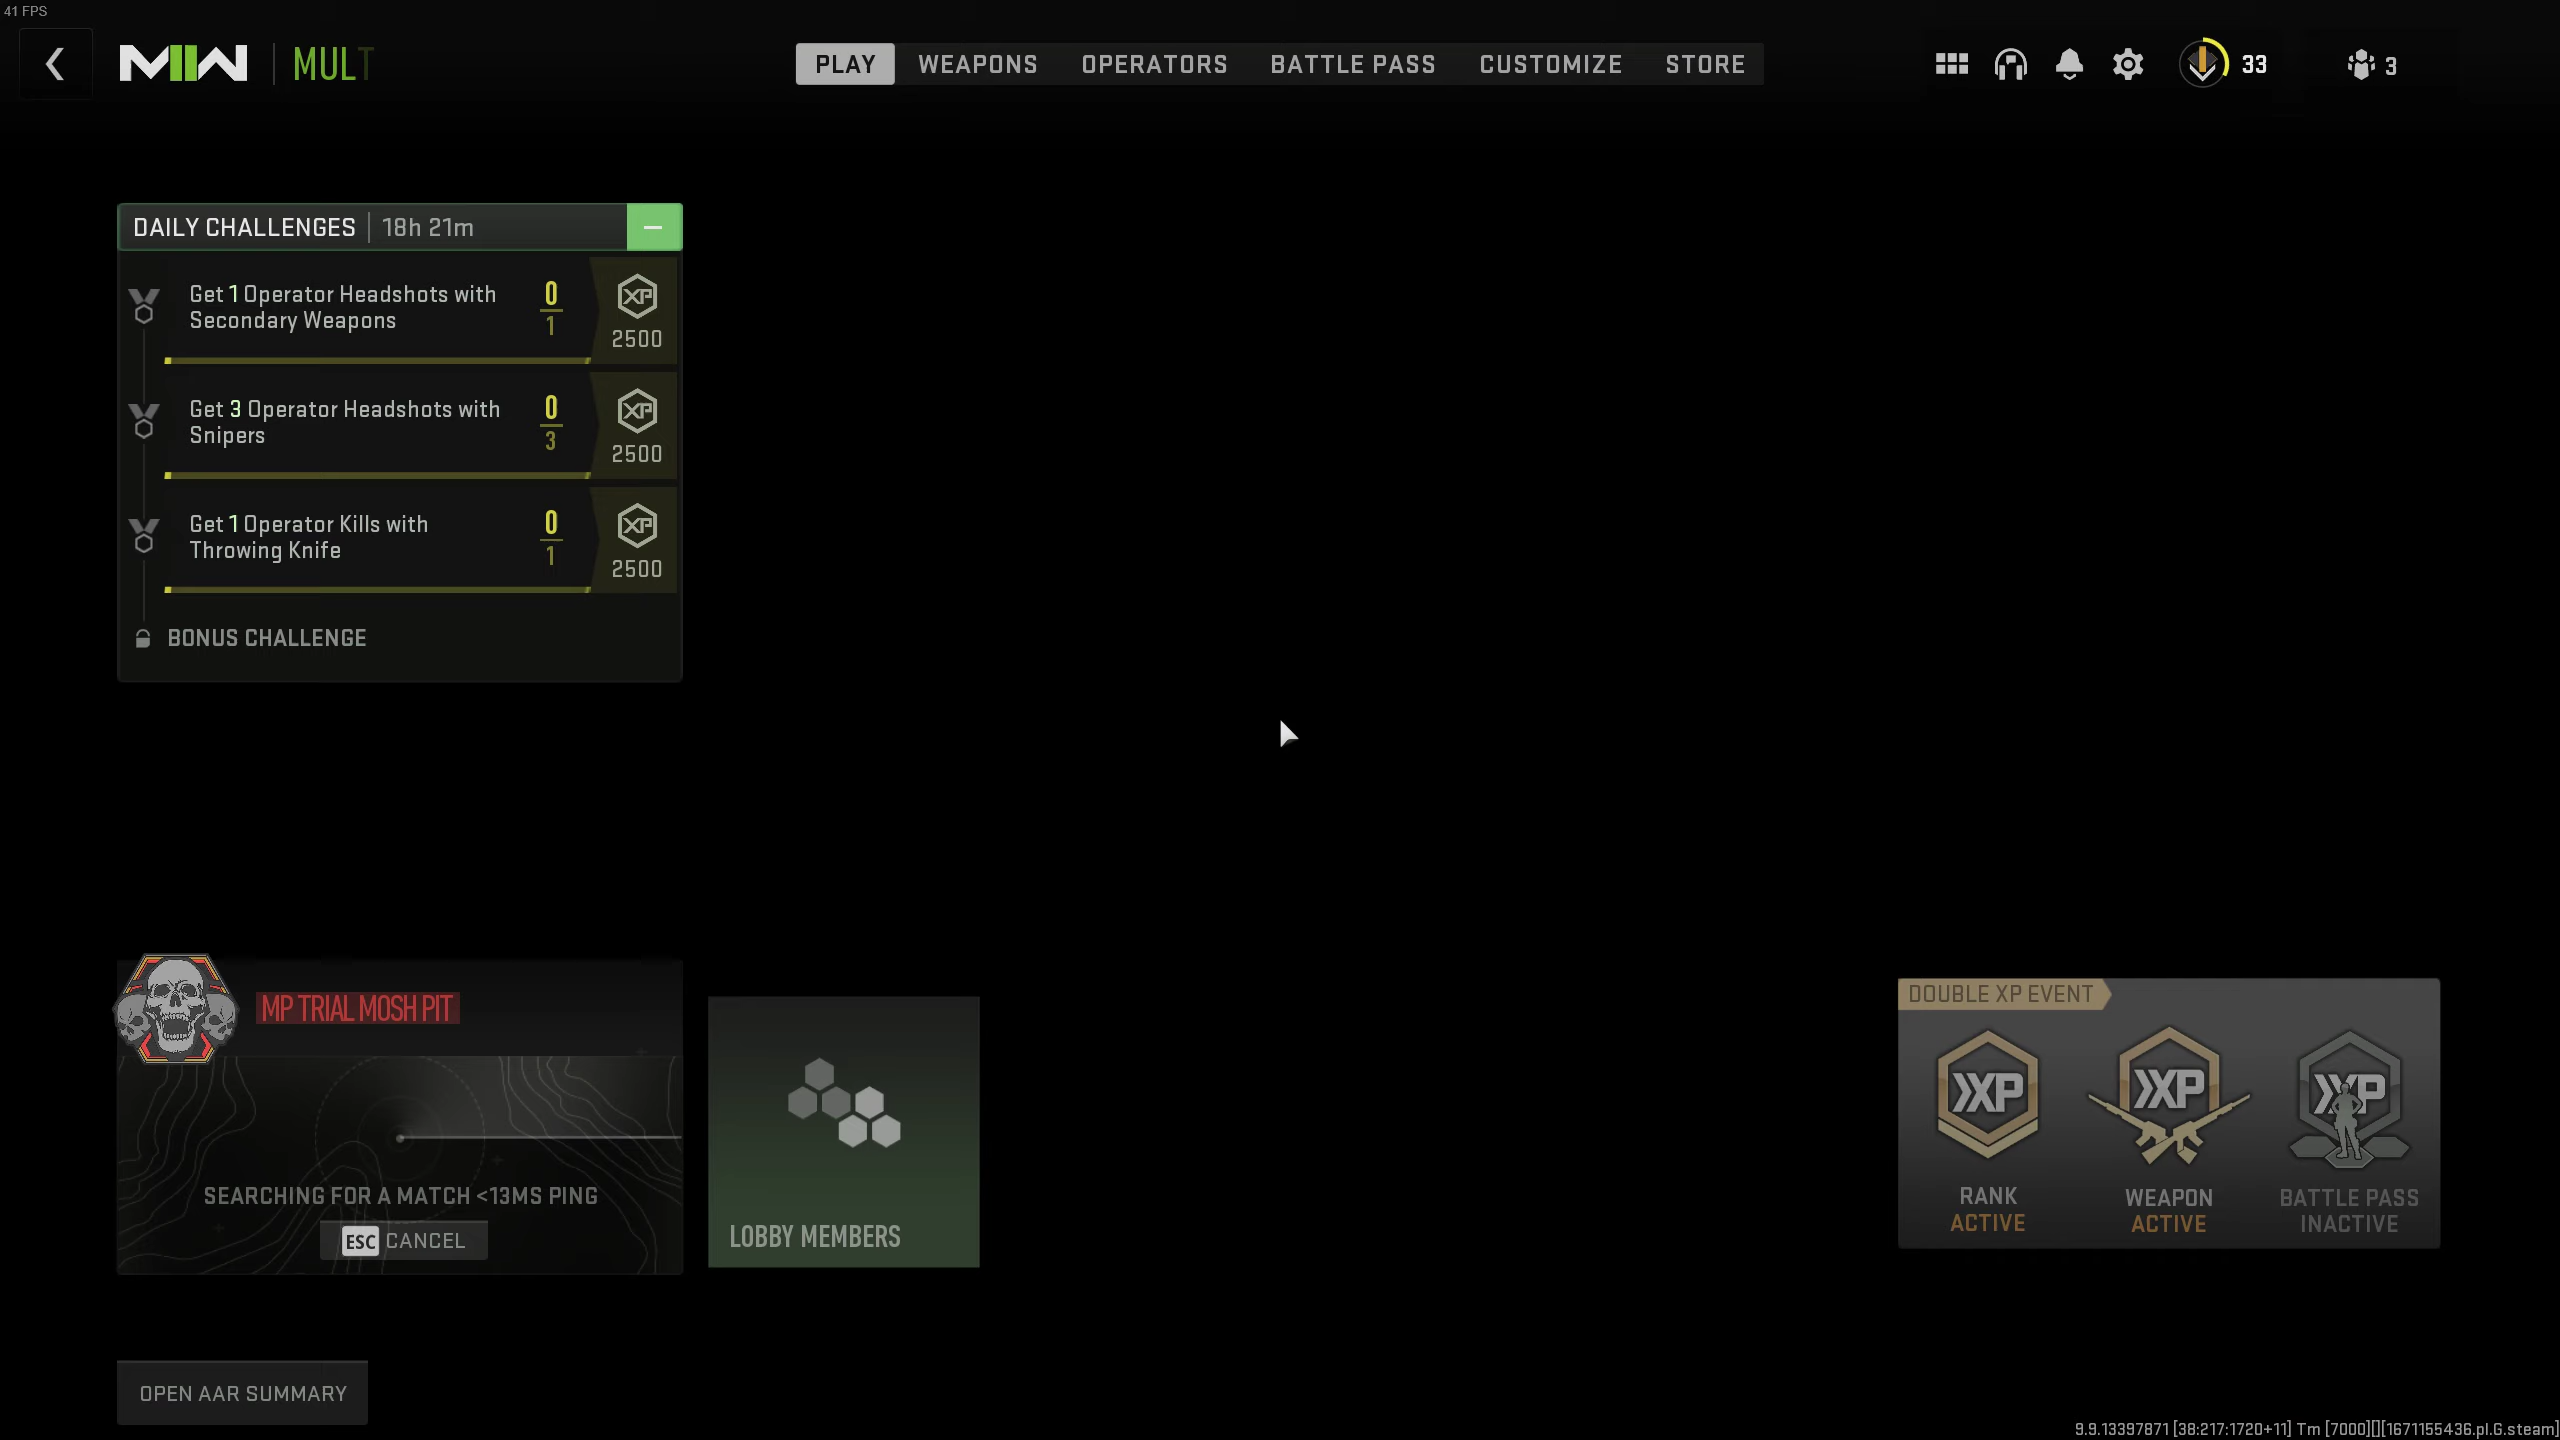 41 FPS
MWII | MULT
PLAY WEAPONS OPERATORS BATTLE PASS CUSTOMIZE STORE
33
3
DAILY CHALLENGES | 18h 21m
Get 1 Operator Headshots with
Secondary Weapons
0
1
XP
2500
Get 3 Operator Headshots with
Snipers
0
3
XP
2500
Get 1 Operator Kills with
Throwing Knife
0
1
XP
2500
BONUS CHALLENGE
MP TRIAL MOSH PIT
SEARCHING FOR A MATCH <13MS PING
ESC CANCEL
LOBBY MEMBERS
DOUBLE XP EVENT
XP XP XP
RANK
ACTIVE
WEAPON
ACTIVE
BATTLE PASS
INACTIVE
OPEN AAR SUMMARY
9.9.13397871 [38:217:1720+11] Tm [7000][][1671155436.pl.G.steam]